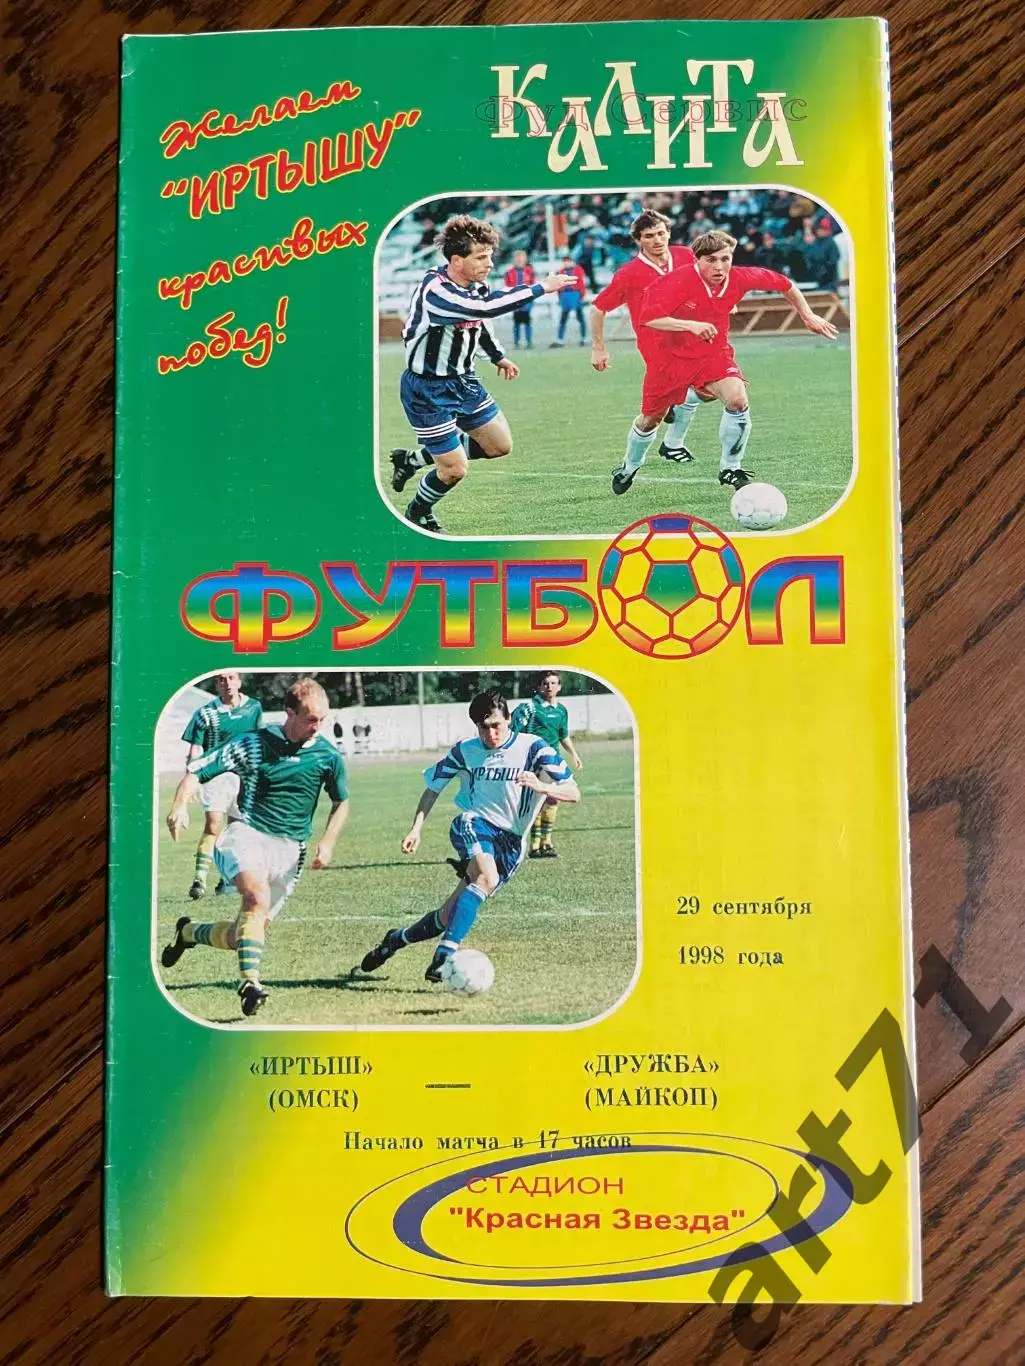 Желаем
"ИРТЫШУ"
красивых
побед!
КАЛИТА
Фуд Сервис
ФУТБОЛ
ИРТЫШ
29 сентября
1998 года
«ИРТЫШ» — «ДРУЖБА»
(ОМСК) (МАЙКОП)
Начало матча в 17 часов
СТАДИОН
"Красная Звезда"
art71